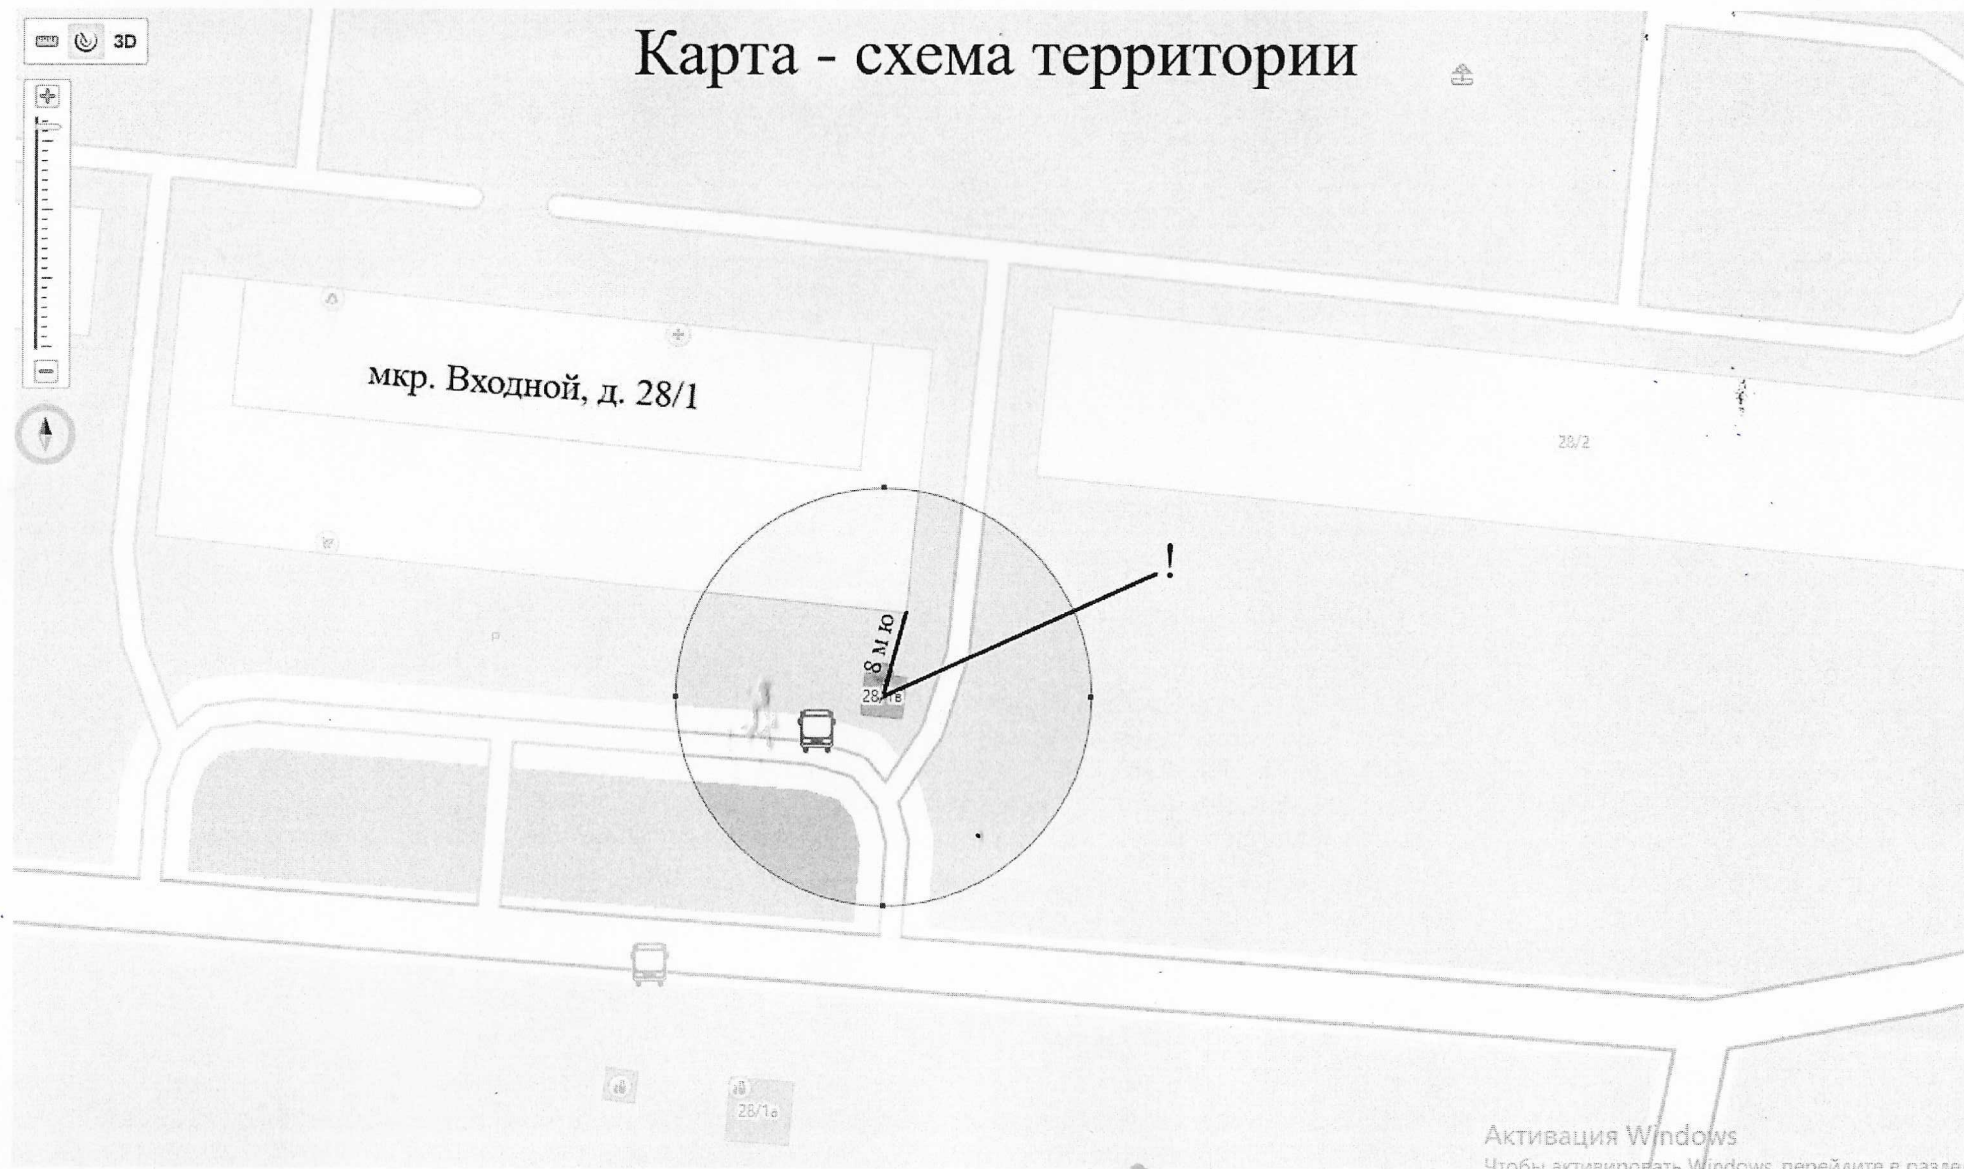 3D
Карта - схема территории
мкр. Входной, д. 28/1
28/2
!
8 м ю
28/1в
P
28/1а
Активация Windows
Чтобы активировать Windows, перейдите в разде